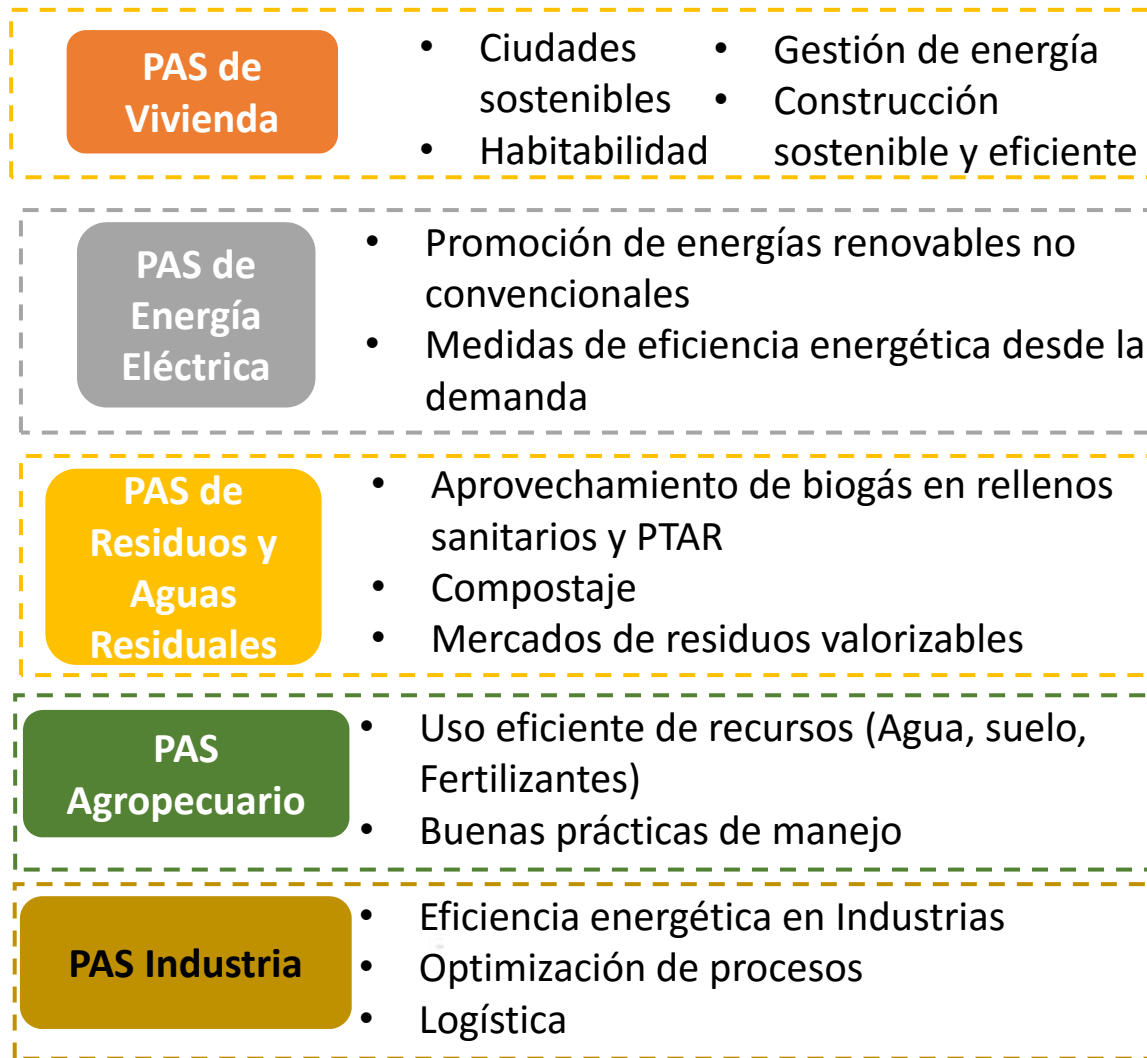 PAS de
Vivienda
• Ciudades
sostenibles
• Habitabilidad
• Gestión de energía
• Construcción
sostenible y eficiente
PAS de
Energía
Eléctrica
• Promoción de energías renovables no
convencionales
• Medidas de eficiencia energética desde la
demanda
PAS de
Residuos y
Aguas
Residuales
• Aprovechamiento de biogás en rellenos
sanitarios y PTAR
• Compostaje
• Mercados de residuos valorizables
PAS
Agropecuario
• Uso eficiente de recursos (Agua, suelo,
Fertilizantes)
• Buenas prácticas de manejo
PAS Industria
• Eficiencia energética en Industrias
• Optimización de procesos
• Logística